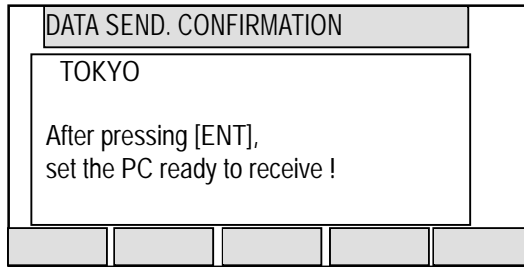 DATA SEND. CONFIRMATION
TOKYO
After pressing [ENT],
set the PC ready to receive !